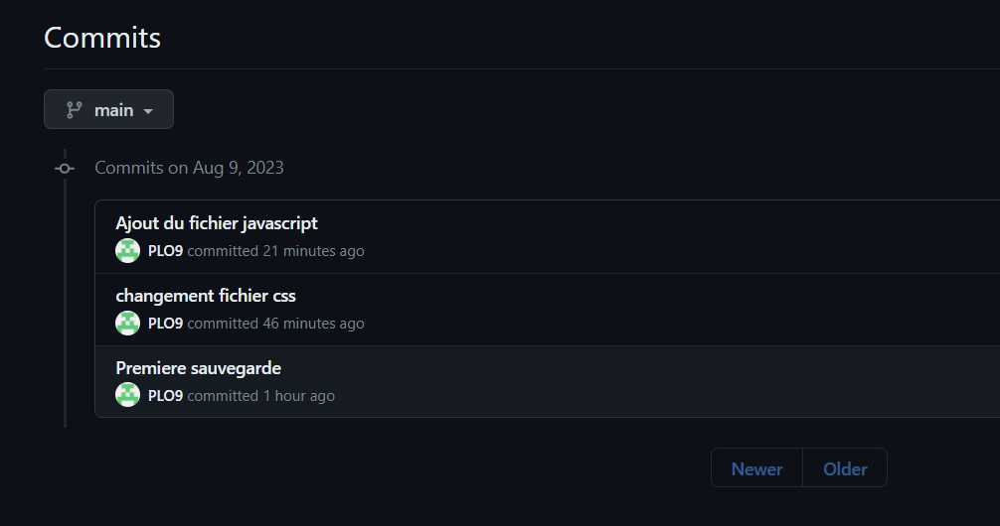 Commits
main
Commits on Aug 9, 2023
Ajout du fichier javascript
PLO9 committed 21 minutes ago
changement fichier css
PLO9 committed 46 minutes ago
Premiere sauvegarde
PLO9 committed 1 hour ago
Newer Older